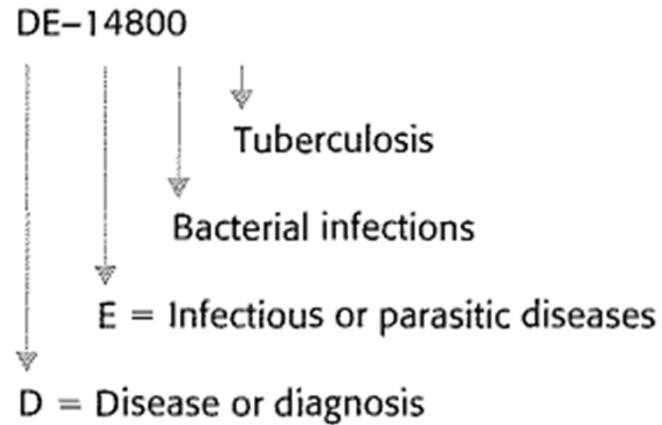 DE–14800
Tuberculosis
Bacterial infections
E = Infectious or parasitic diseases
D = Disease or diagnosis